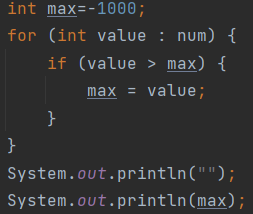 int max=-1000;
for (int value : num) {
    if (value > max) {
        max = value;
    }
}
System.out.println("");
System.out.println(max);